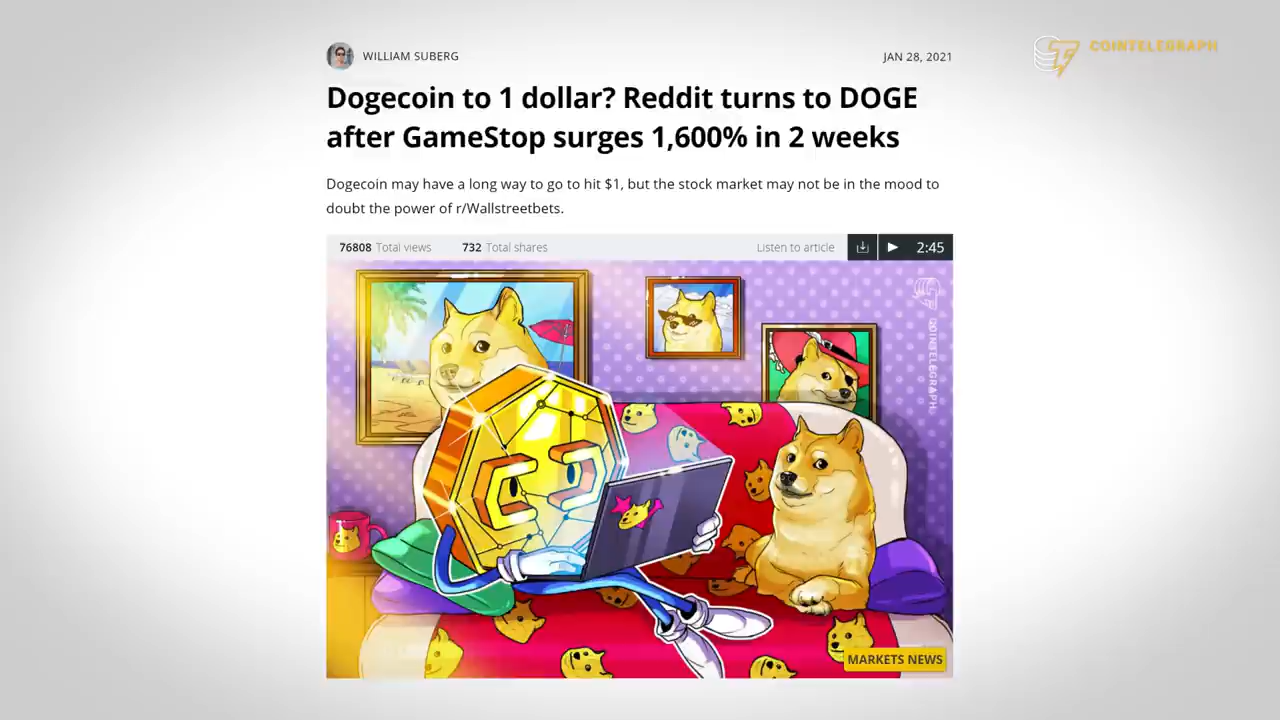 WILLIAM SUBERG
JAN 28, 2021
COINTELEGRAPH
Dogecoin to 1 dollar? Reddit turns to DOGE
after GameStop surges 1,600% in 2 weeks
Dogecoin may have a long way to go to hit $1, but the stock market may not be in the mood to
doubt the power of r/Wallstreetbets.
76808 Total views 732 Total shares Listen to article 2:45
COINTELEGRAPH
MARKETS NEWS